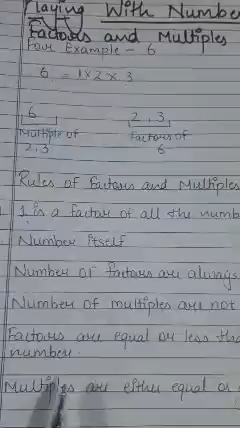 Playing With Number
Factors and Multiples
For Example - 6
6 = 1 x 2 x 3
6 2, 3
Multiple of Factors of
2, 3 6
Rules of Factors and Multiples
1 is a factor of all the numb
Number itself
Number of factors are always
Number of multiples are not
Factors are equal or less tha
number.
Multiples are either equal or